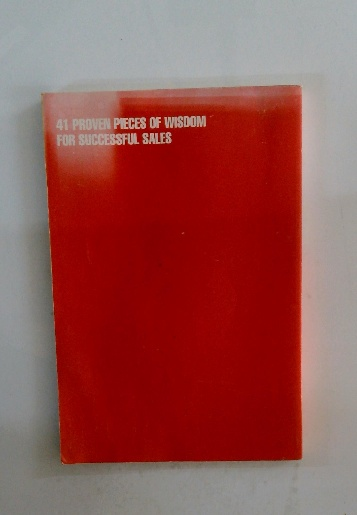 41 PROVEN PIECES OF WISDOM
FOR SUCCESSFUL SALES